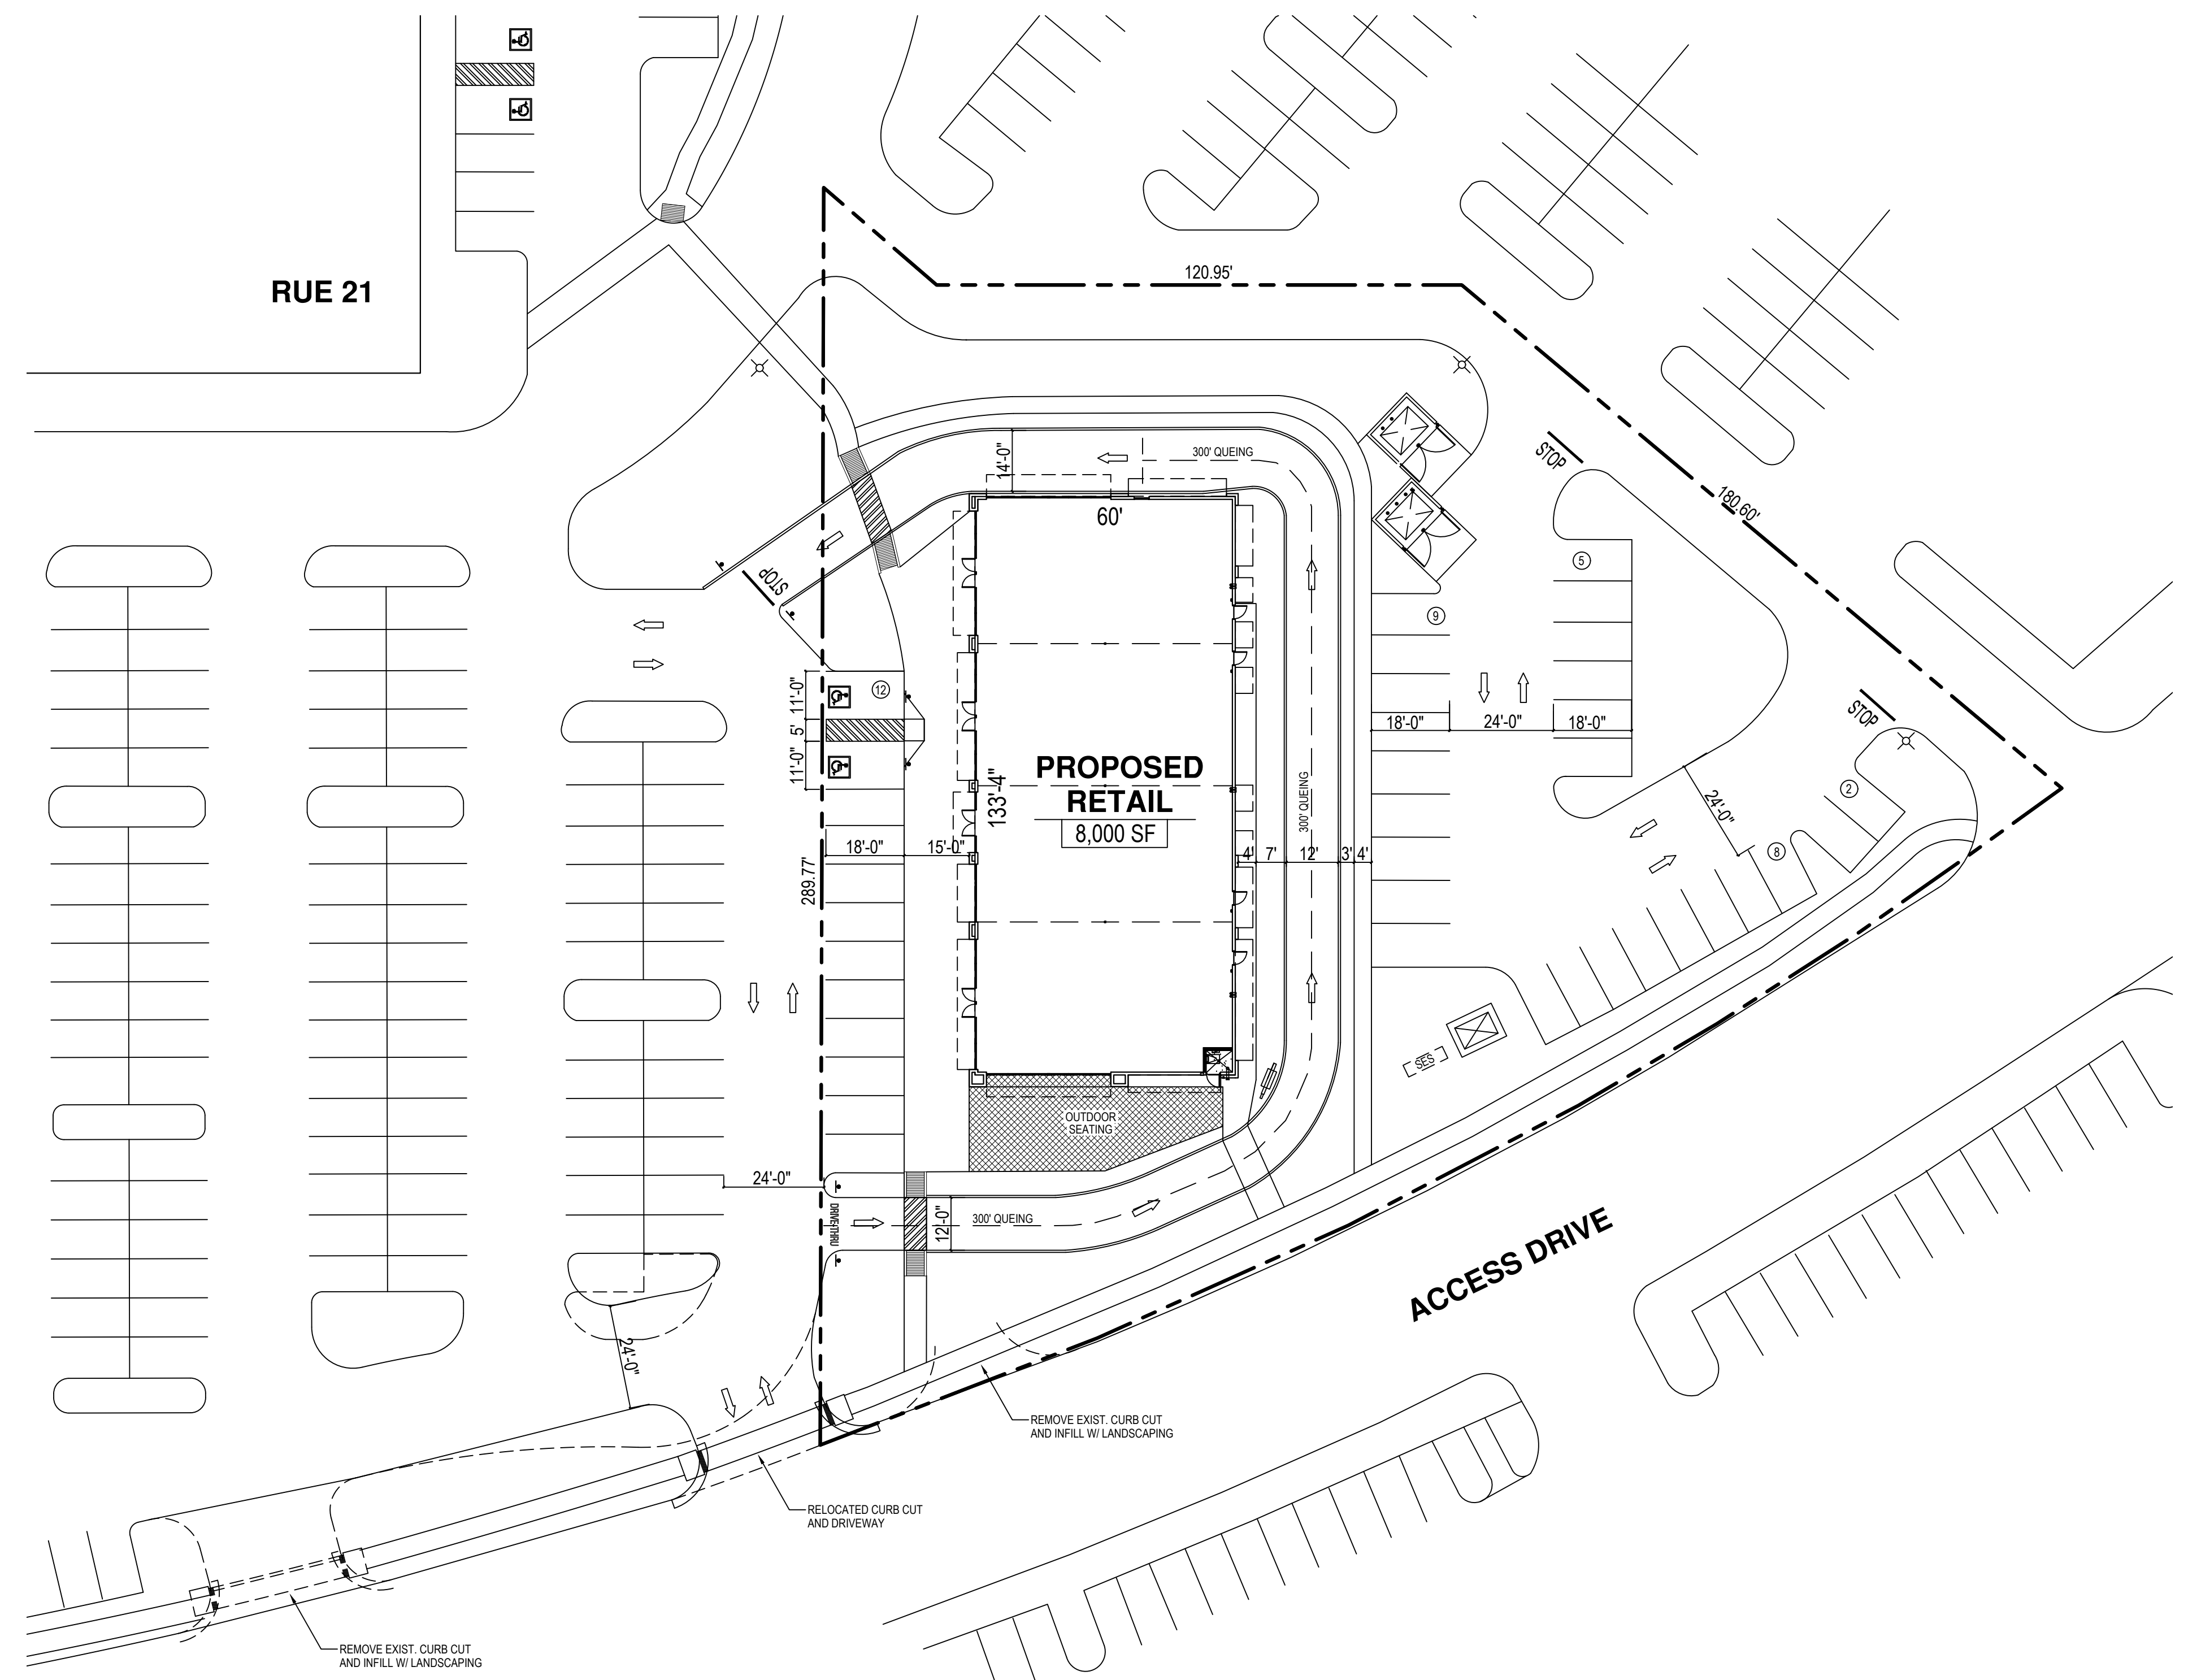 RUE 21
120.95'
14'-0"
300' QUEING
STOP
60'
180.60'
5
STOP
9
11'-0"
12
5'
11'-0"
18'-0"
24'-0"
18'-0"
STOP
PROPOSED
RETAIL
8,000 SF
133'-4"
300' QUEING
24'-0"
2
8
18'-0"
15'-0"
4'
7'
12'
3'
4'
289.77'
SES
OUTDOOR
SEATING
24'-0"
DRIVE-THRU
12'-0"
300' QUEING
ACCESS DRIVE
24'-0"
REMOVE EXIST. CURB CUT
AND INFILL W/ LANDSCAPING
RELOCATED CURB CUT
AND DRIVEWAY
REMOVE EXIST. CURB CUT
AND INFILL W/ LANDSCAPING